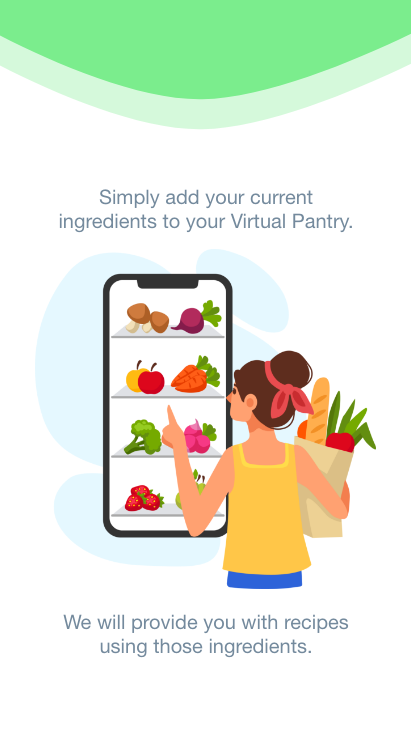 Simply add your current
ingredients to your Virtual Pantry.
We will provide you with recipes
using those ingredients.